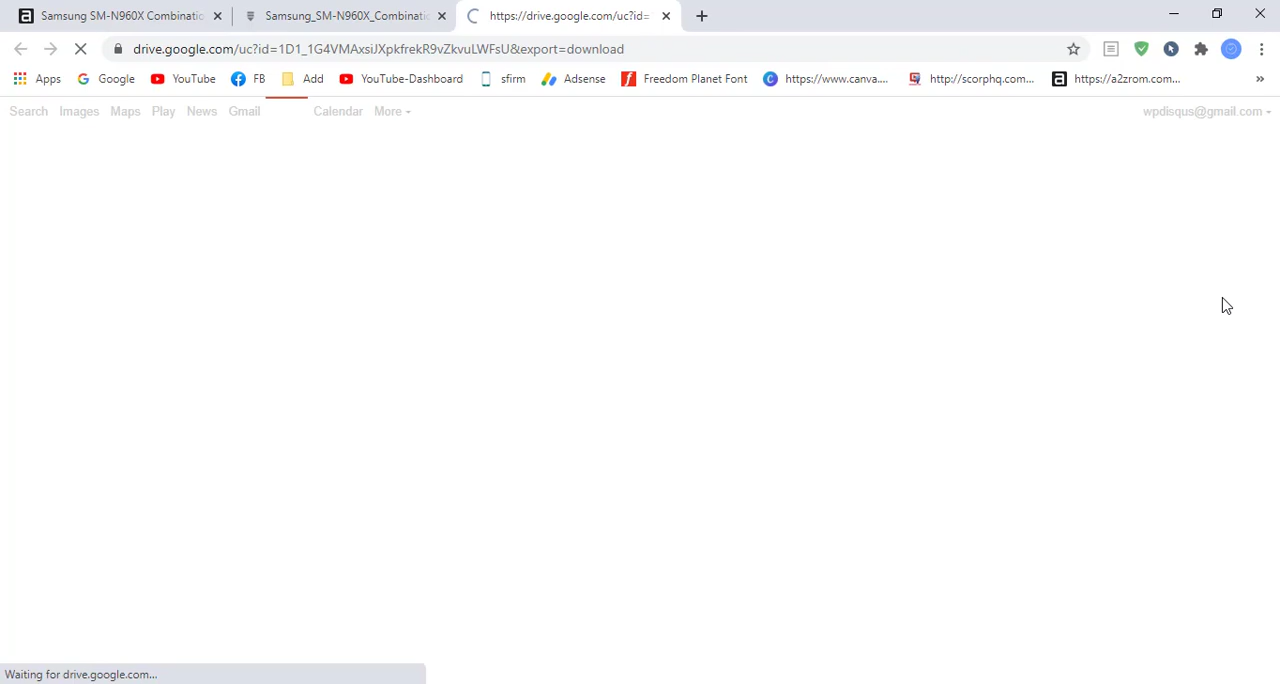 Samsung SM-N960X Combinatic
Samsung_SM-N960X_Combinatic
https://drive.google.com/uc?id=
drive.google.com/uc?id=1D1_1G4VMAxsiJXpkfrekR9vZkvuLWFsU&export=download
Apps Google YouTube FB Add YouTube-Dashboard sfirm Adsense Freedom Planet Font https://www.canva.... http://scorphq.com... https://a2zrom.com... »
Search Images Maps Play News Gmail Calendar More wpdisqus@gmail.com
Waiting for drive.google.com...